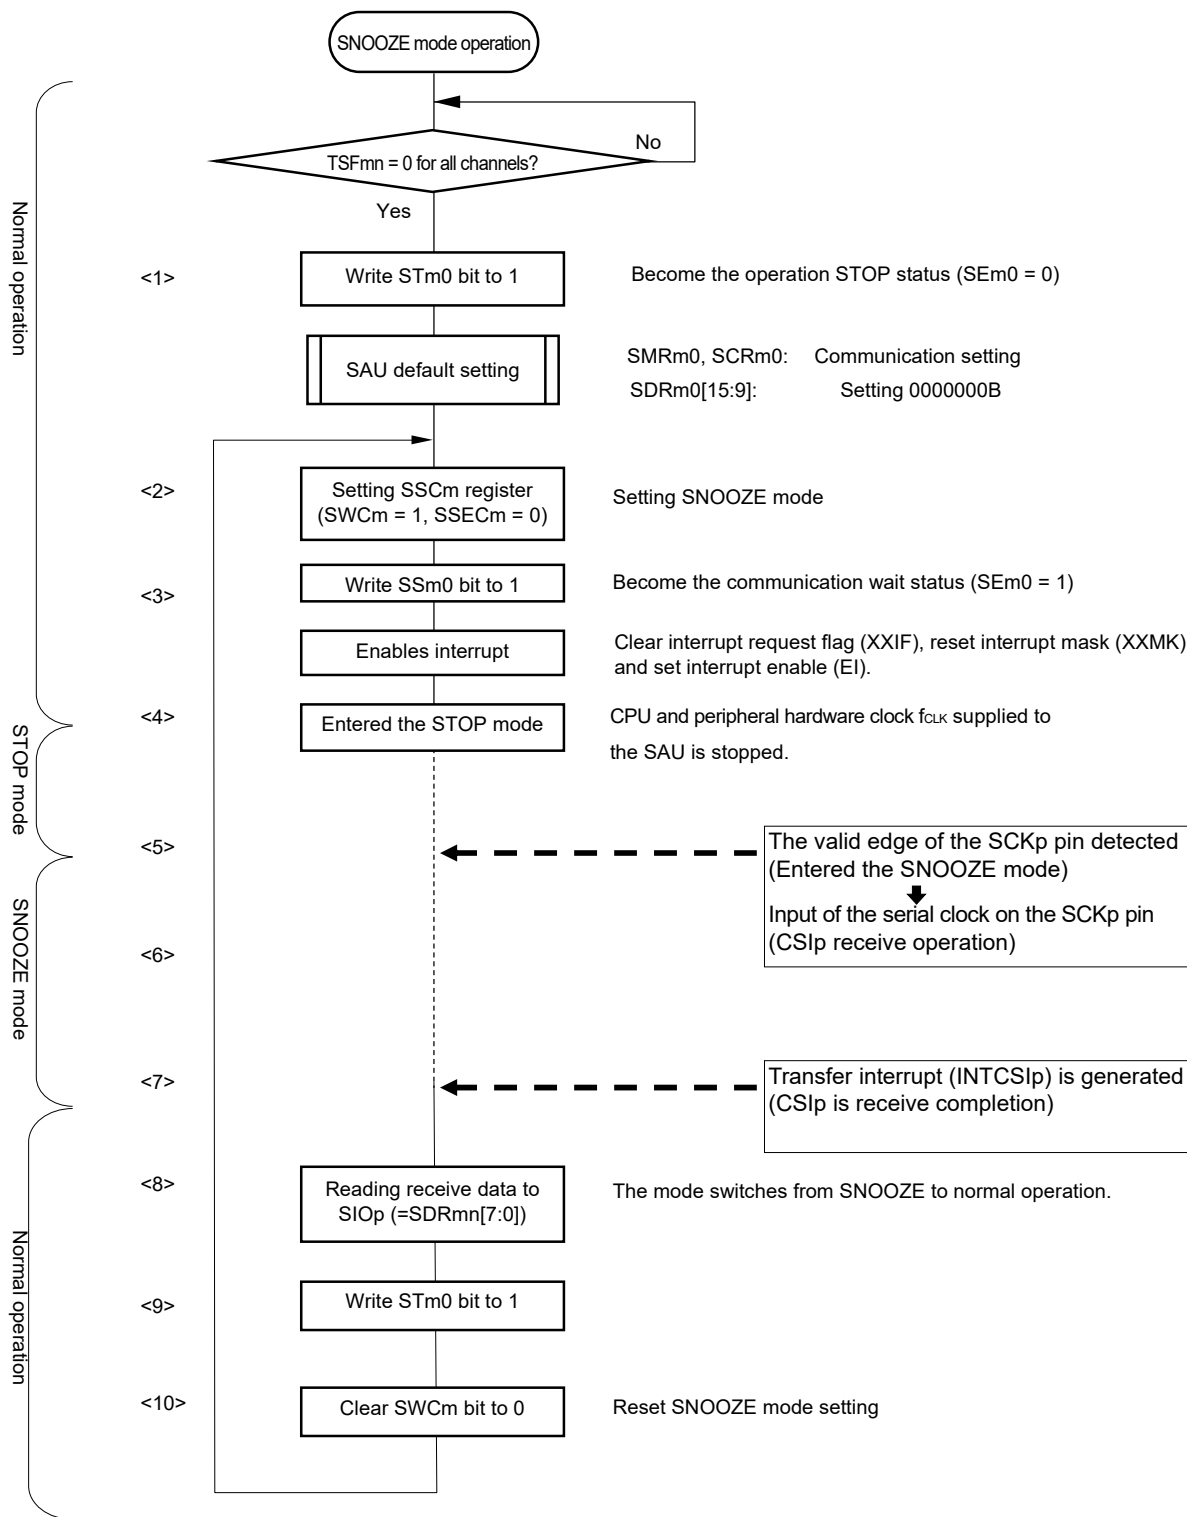 SNOOZE mode operation
No
TSFmn = 0 for all channels?
Yes
Normal operation
<1>
Write STm0 bit to 1
Become the operation STOP status (SEm0 = 0)
SAU default setting
SMRm0, SCRm0: Communication setting
SDRm0[15:9]: Setting 0000000B
<2>
Setting SSCm register
(SWCm = 1, SSECm = 0)
Setting SNOOZE mode
<3>
Write SSm0 bit to 1
Become the communication wait status (SEm0 = 1)
Enables interrupt
Clear interrupt request flag (XXIF), reset interrupt mask (XXMK)
and set interrupt enable (EI).
<4>
Entered the STOP mode
CPU and peripheral hardware clock fCLK supplied to
the SAU is stopped.
STOP mode
<5>
The valid edge of the SCKp pin detected
(Entered the SNOOZE mode)
Input of the serial clock on the SCKp pin
(CSIp receive operation)
SNOOZE mode
<6>
<7>
Transfer interrupt (INTCSIp) is generated
(CSIp is receive completion)
<8>
Reading receive data to
SIOp (=SDRmn[7:0])
The mode switches from SNOOZE to normal operation.
Normal operation
<9>
Write STm0 bit to 1
<10>
Clear SWCm bit to 0
Reset SNOOZE mode setting